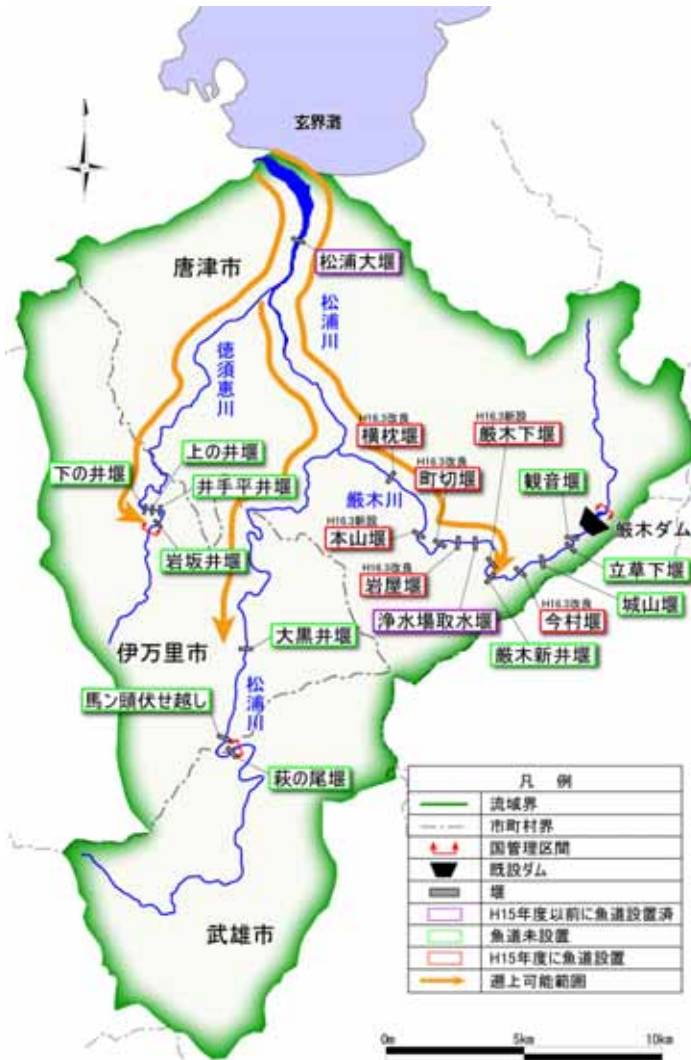 玄界灘
唐津市
松浦大堰
松浦川
徳須恵川
H16.3改良
横枕堰
H16.3新設
厳木下堰
上の井堰
下の井堰
井手平井堰
H16.3改良
町切堰
観音堰
厳木川
厳木ダム
H16.3新設
本山堰
岩坂井堰
立草下堰
H16.3改良
岩屋堰
城山堰
浄水場取水堰
H16.3改良
今村堰
大黒井堰
厳木新井堰
伊万里市
馬ン頭伏せ越し
松浦川
萩の尾堰
武雄市
凡 例
流域界
市町村界
国管理区間
既設ダム
堰
H15年度以前に魚道設置済
魚道未設置
H15年度に魚道設置
遡上可能範囲
0m 5km 10km